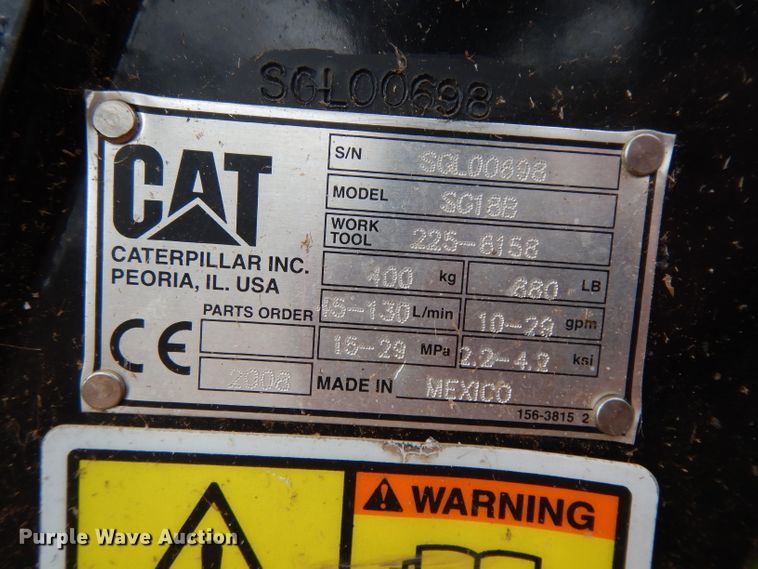 SGL00698
CAT
CATERPILLAR INC.
PEORIA, IL. USA
S/N SGL00698
MODEL SG18B
WORK TOOL 225-6158
400 kg 880 LB
PARTS ORDER 45-130 L/min 10-29 gpm
CE 15-29 MPa 2.2-4.2 ksi
2008 MADE IN MEXICO
156-3815 2
WARNING
Purple Wave Auction